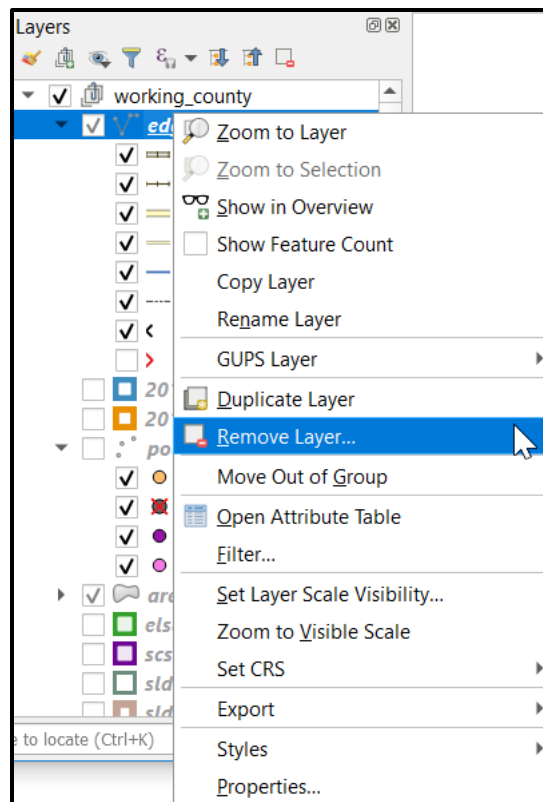 Layers
working_county
Zoom to Layer
Zoom to Selection
Show in Overview
Show Feature Count
Copy Layer
Rename Layer
GUPS Layer
Duplicate Layer
Remove Layer...
Move Out of Group
Open Attribute Table
Filter...
Set Layer Scale Visibility...
Zoom to Visible Scale
Set CRS
Export
Styles
Properties...
e to locate (Ctrl+K)